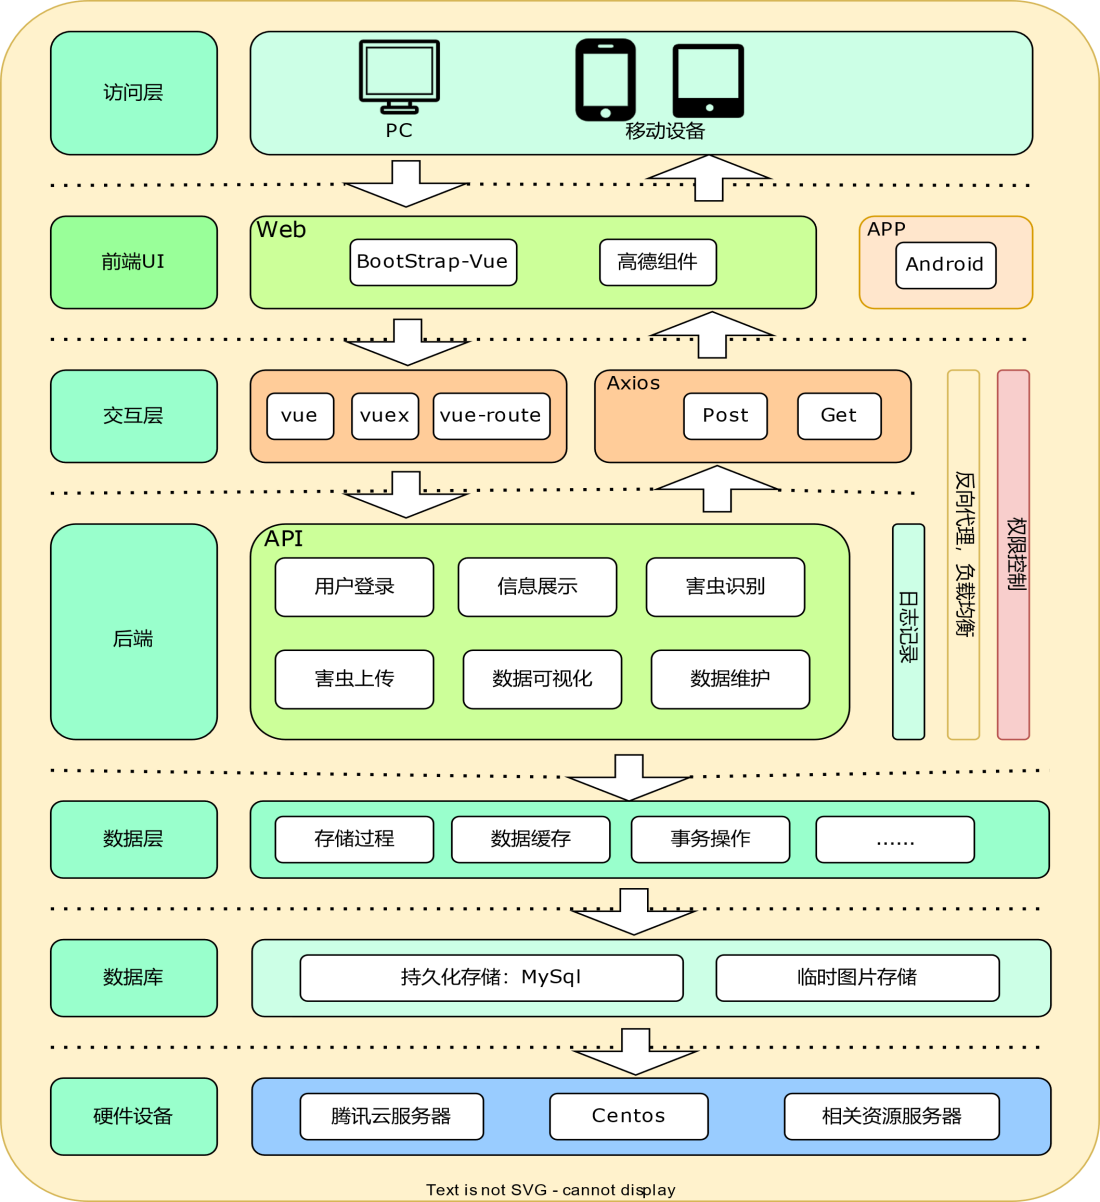 访问层
PC
移动设备
前端UI
Web
BootStrap-Vue
高德组件
APP
Android
交互层
vue
vuex
vue-route
Axios
Post
Get
反向代理，负载均衡
权限控制
后端
API
用户登录
信息展示
害虫识别
害虫上传
数据可视化
数据维护
日志记录
数据层
存储过程
数据缓存
事务操作
......
数据库
持久化存储：MySql
临时图片存储
硬件设备
腾讯云服务器
Centos
相关资源服务器
Text is not SVG - cannot display